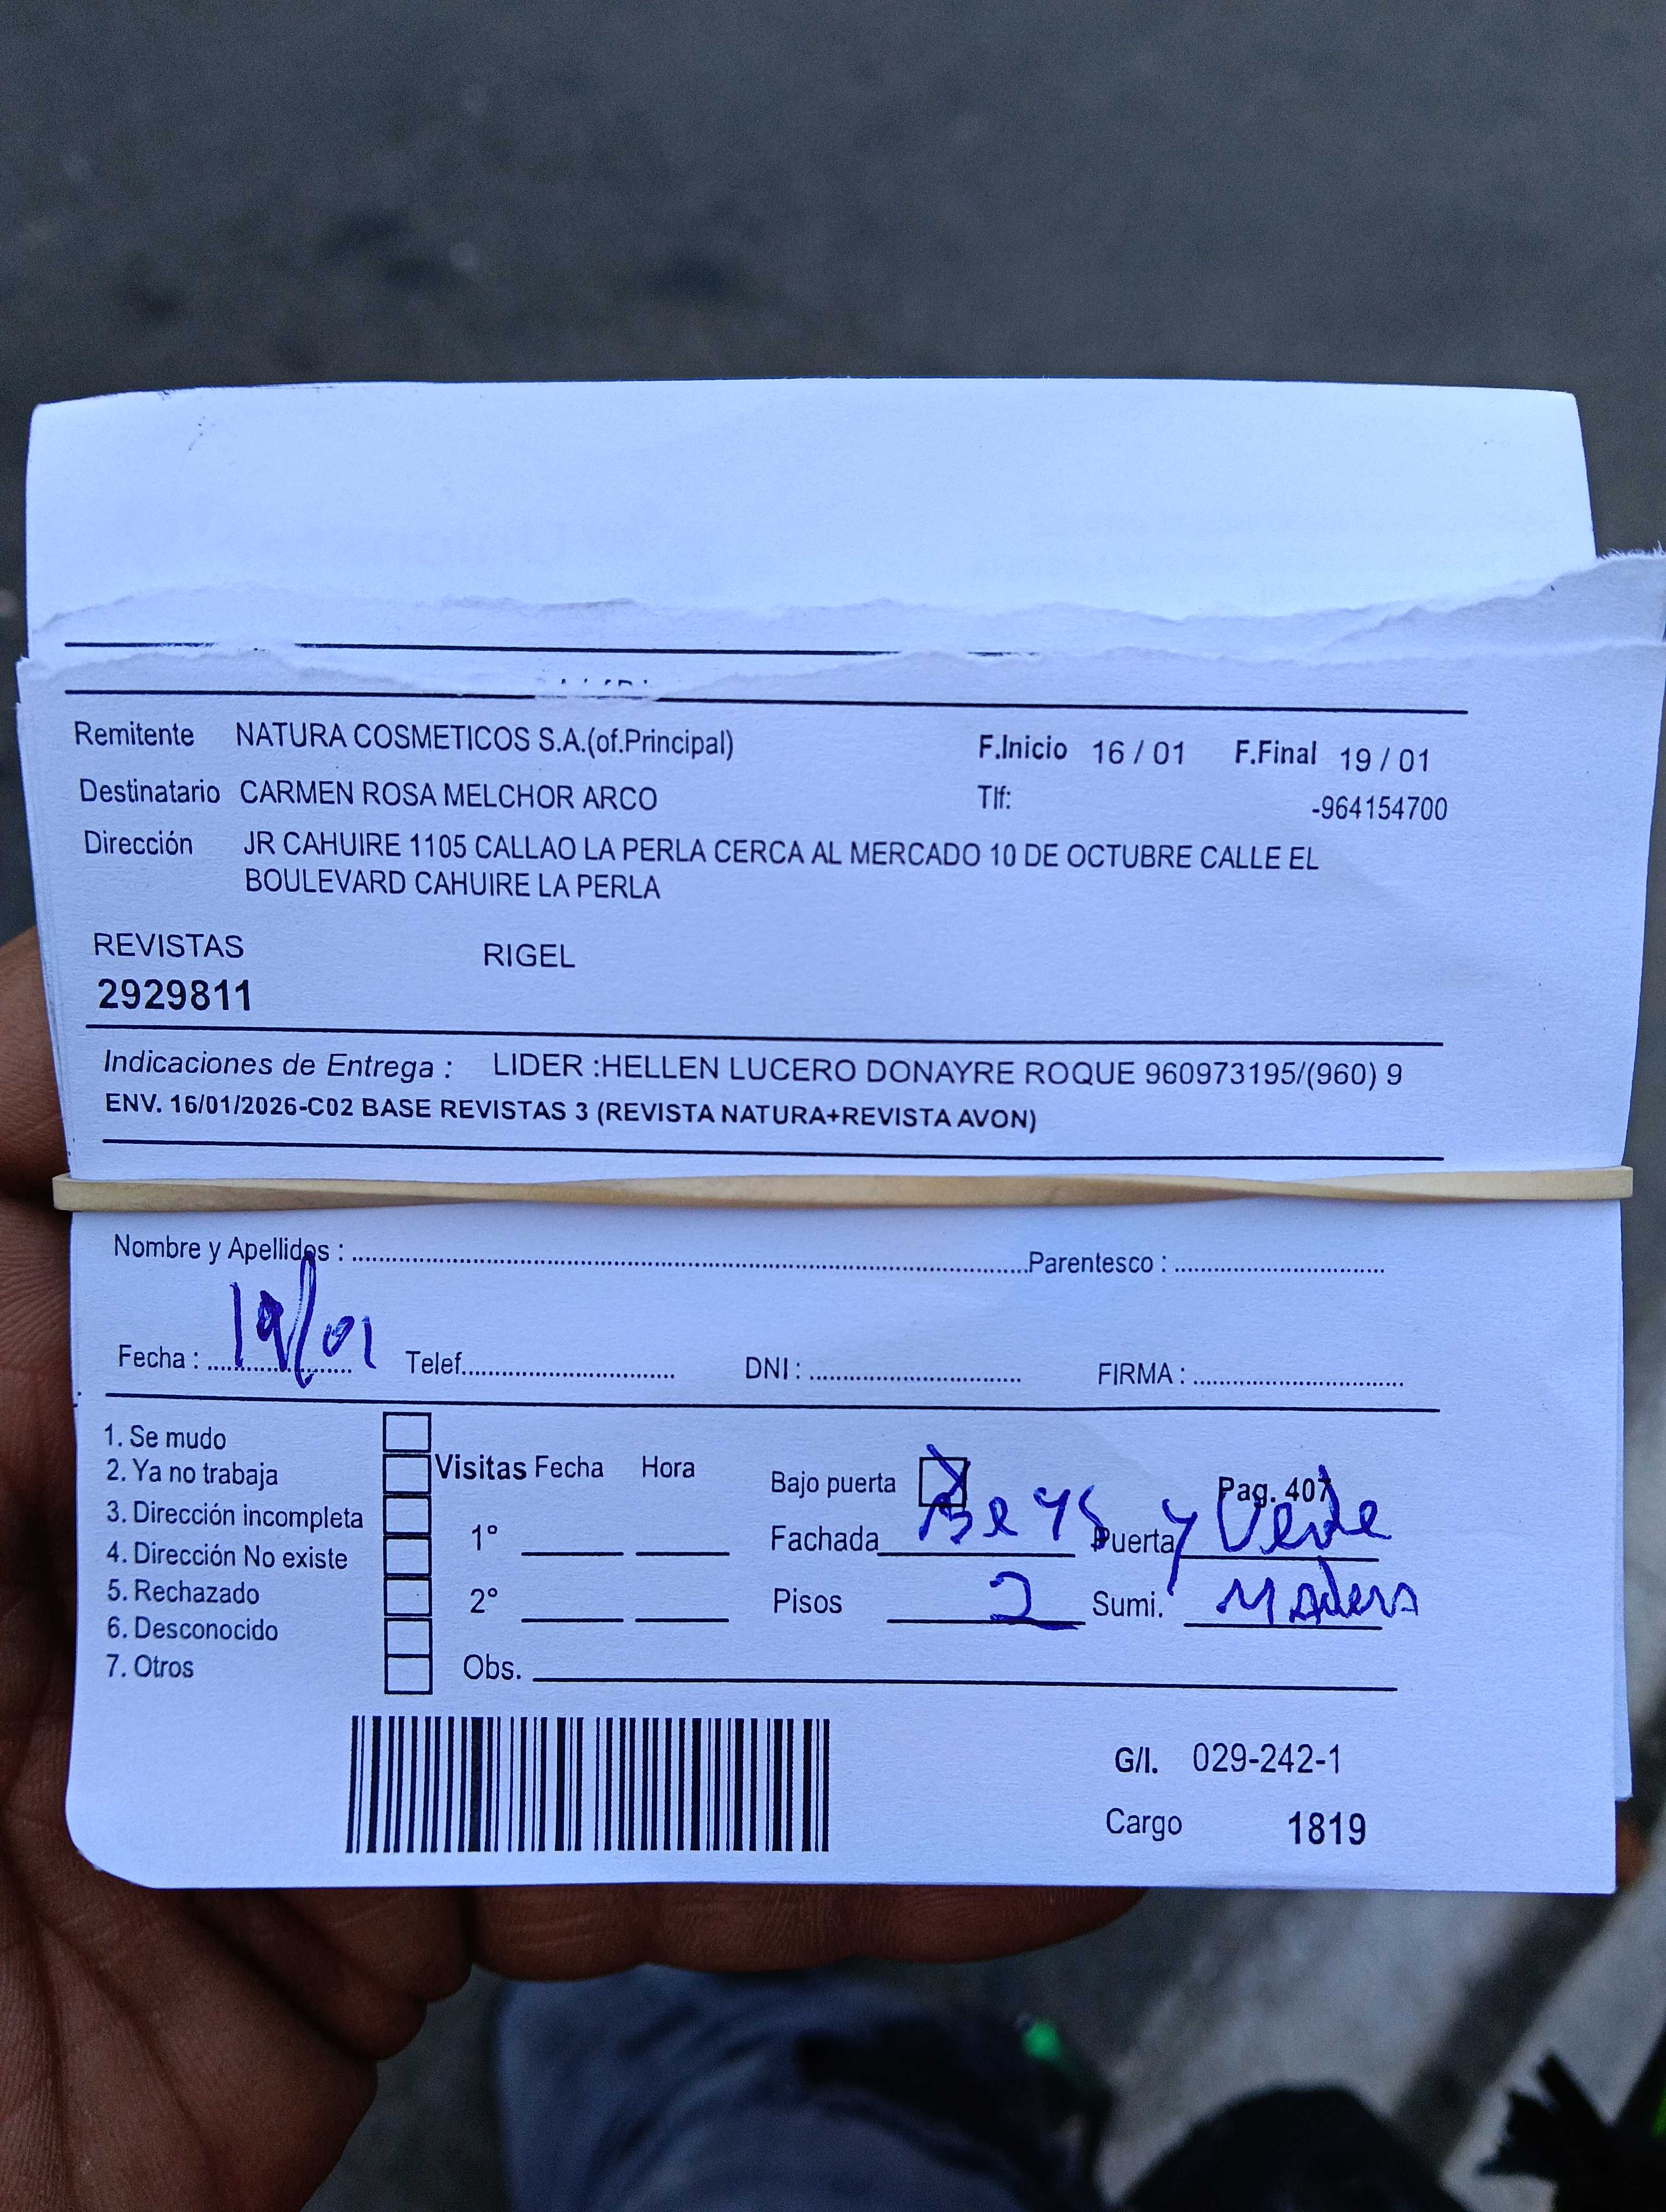 Remitente NATURA COSMETICOS S.A.(of.Principal) F.Inicio 16 / 01 F.Final 19 / 01
Destinatario CARMEN ROSA MELCHOR ARCO Tlf: -964154700
Dirección JR CAHUIRE 1105 CALLAO LA PERLA CERCA AL MERCADO 10 DE OCTUBRE CALLE EL
BOULEVARD CAHUIRE LA PERLA
REVISTAS RIGEL
2929811
Indicaciones de Entrega : LIDER :HELLEN LUCERO DONAYRE ROQUE 960973195/(960) 9
ENV. 16/01/2026-C02 BASE REVISTAS 3 (REVISTA NATURA+REVISTA AVON)
Nombre y Apellidos : Parentesco :
Fecha : 19/01 Telef. DNI : FIRMA :
1. Se mudo
2. Ya no trabaja
3. Dirección incompleta
4. Dirección No existe
5. Rechazado
6. Desconocido
7. Otros
Visitas Fecha Hora
1°
2°
Obs.
Bajo puerta Pag. 407
Fachada Beys Puerta y Verde
Pisos 2 Sumi. Madera
G/I. 029-242-1
Cargo 1819